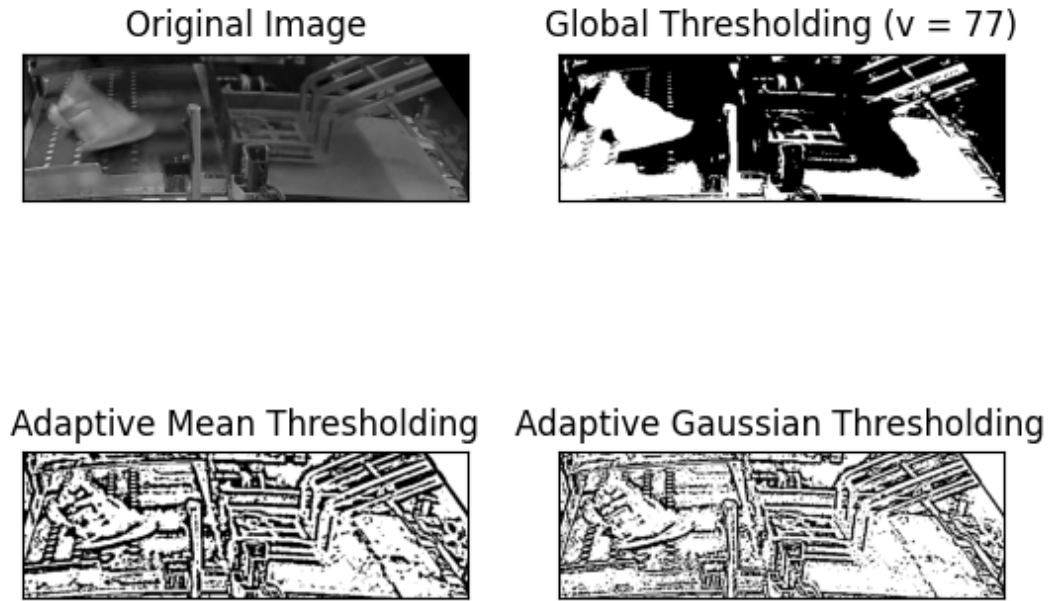 Original Image
Global Thresholding (v = 77)
Adaptive Mean Thresholding
Adaptive Gaussian Thresholding